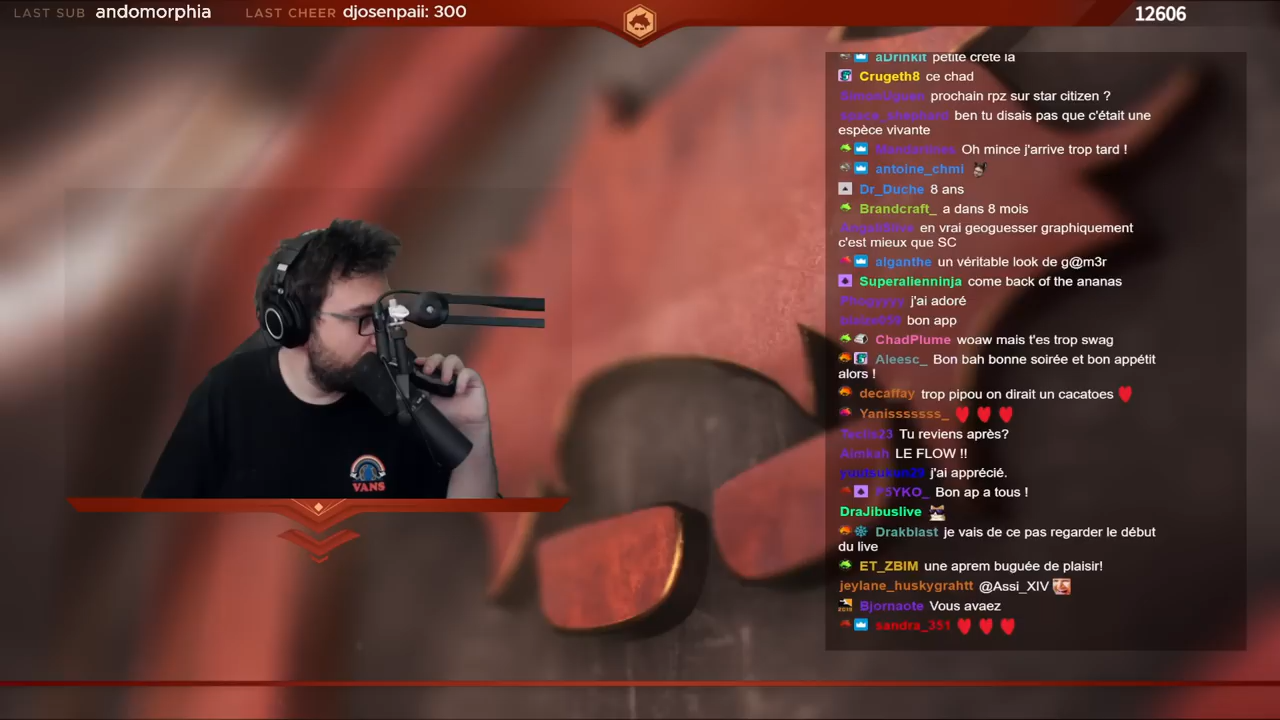 LAST SUB andomorphia LAST CHEER djosenpaii: 300
12606
aDrinkit petite crete la
Crugeth8 ce chad
prochain rpz sur star citizen ?
ben tu disais pas que c'était une
espèce vivante
Oh mince j'arrive trop tard !
antoine_chmi
Dr_Duche 8 ans
Brandcraft_ a dans 8 mois
en vrai geoguesser graphiquement
c'est mieux que SC
alganthe un véritable look de g@m3r
Superalienninja come back of the ananas
j'ai adoré
bon app
ChadPlume woaw mais t'es trop swag
Aleesc_ Bon bah bonne soirée et bon appétit
alors !
decaffay trop pipou on dirait un cacatoes
Yanisssssss_
Tu reviens après?
Aimkah LE FLOW !!
j'ai apprécié.
PSYKO_ Bon ap a tous !
DraJibuslive
Drakblast je vais de ce pas regarder le début
du live
ET_ZBIM une aprem buguée de plaisir!
jeylane_huskygrahtt @Assi_XIV
Bjornaote Vous avaez
sandra_351
VANS